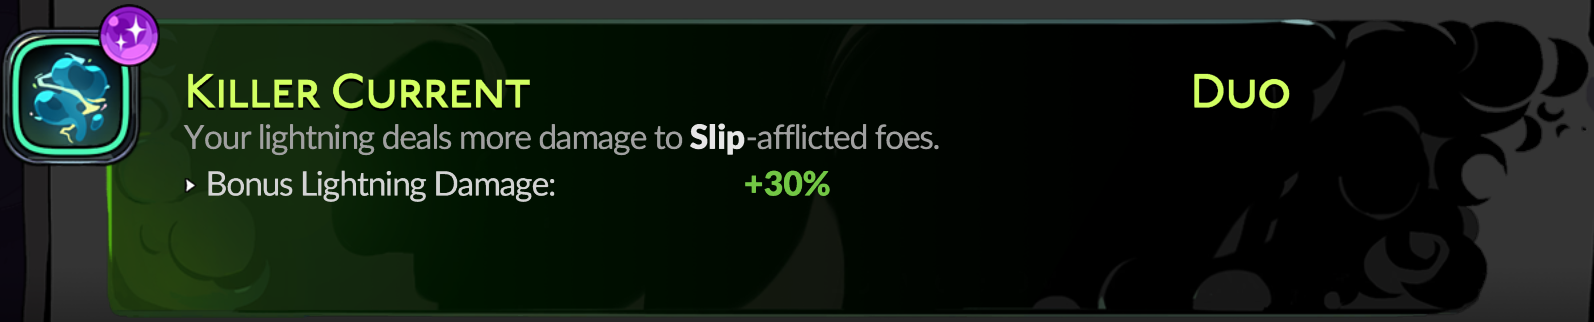 Killer Current
Duo
Your lightning deals more damage to Slip-afflicted foes.
Bonus Lightning Damage: +30%